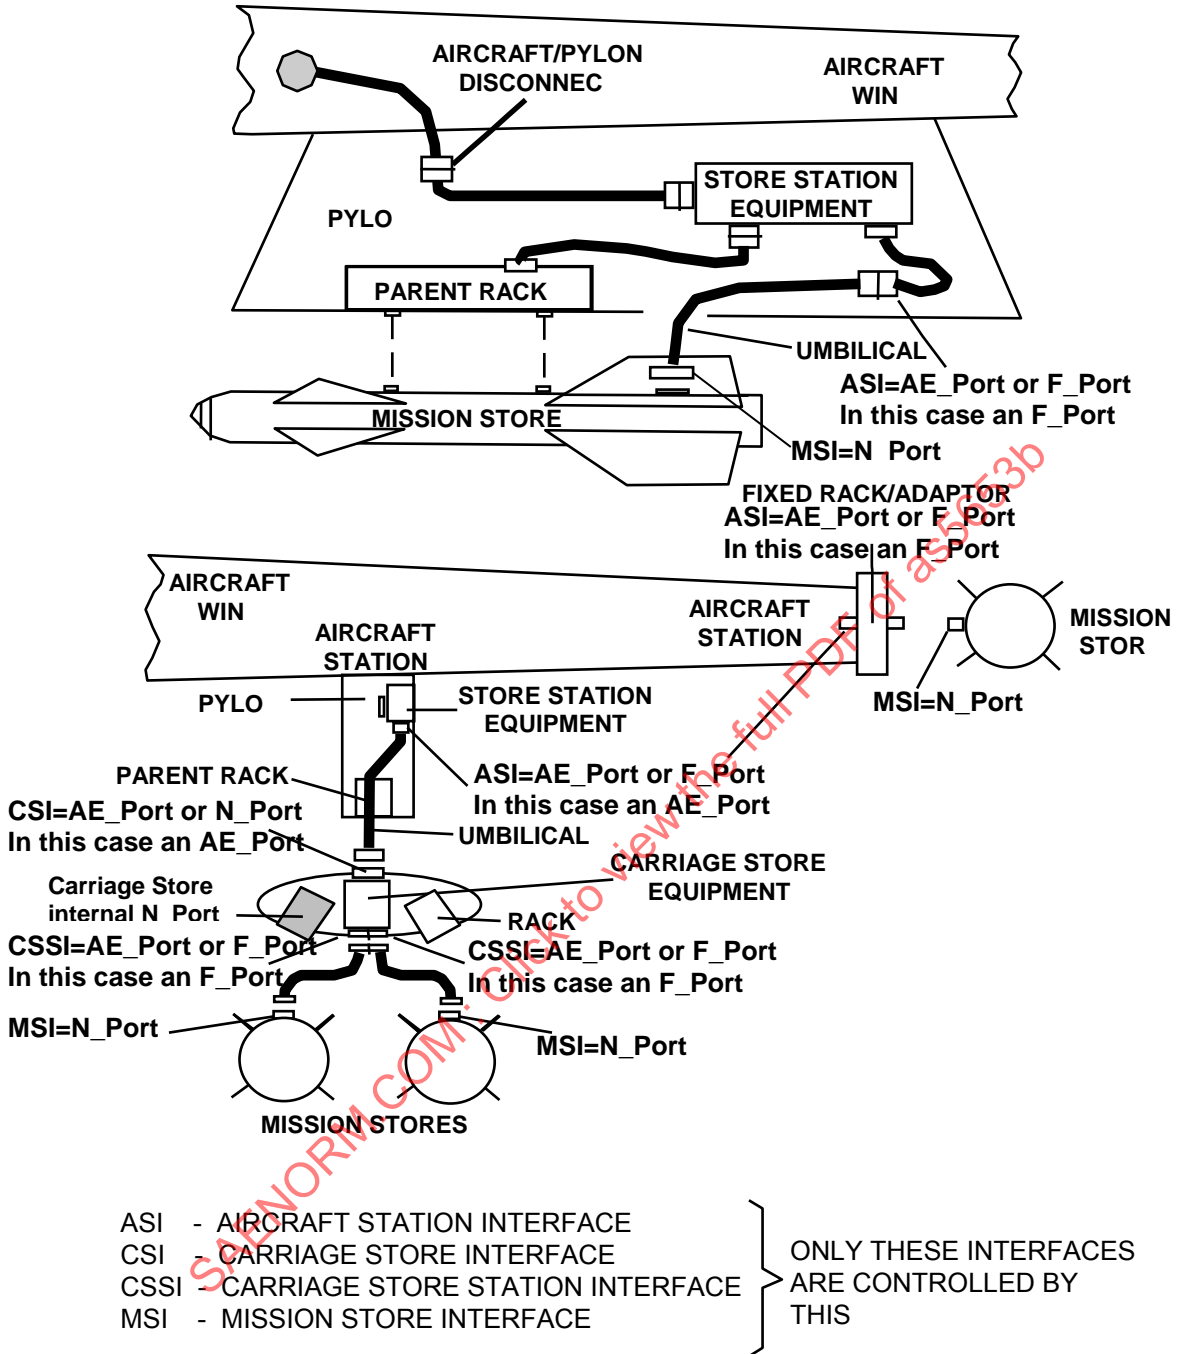 AIRCRAFT/PYLON
DISCONNEC
AIRCRAFT
WIN
STORE STATION
EQUIPMENT
PYLO
PARENT RACK
UMBILICAL
ASI=AE_Port or F_Port
In this case an F_Port
MISSION STORE
MSI=N_Port
FIXED RACK/ADAPTOR
ASI=AE_Port or F_Port
In this case an F_Port
AIRCRAFT
WIN
AIRCRAFT
STATION
AIRCRAFT
STATION
MISSION
STOR
MSI=N_Port
PYLO
STORE STATION
EQUIPMENT
PARENT RACK
ASI=AE_Port or F_Port
In this case an AE_Port
CSI=AE_Port or N_Port
In this case an AE_Port
UMBILICAL
CARRIAGE STORE
EQUIPMENT
Carriage Store
internal N_Port
RACK
CSSI=AE_Port or F_Port
In this case an F_Port
CSSI=AE_Port or F_Port
In this case an F_Port
MSI=N_Port
MSI=N_Port
MISSION STORES
ASI - AIRCRAFT STATION INTERFACE
CSI - CARRIAGE STORE INTERFACE
CSSI - CARRIAGE STORE STATION INTERFACE
MSI - MISSION STORE INTERFACE
ONLY THESE INTERFACES
ARE CONTROLLED BY
THIS
SAENORM.COM : Click to view the full PDF of as5653b